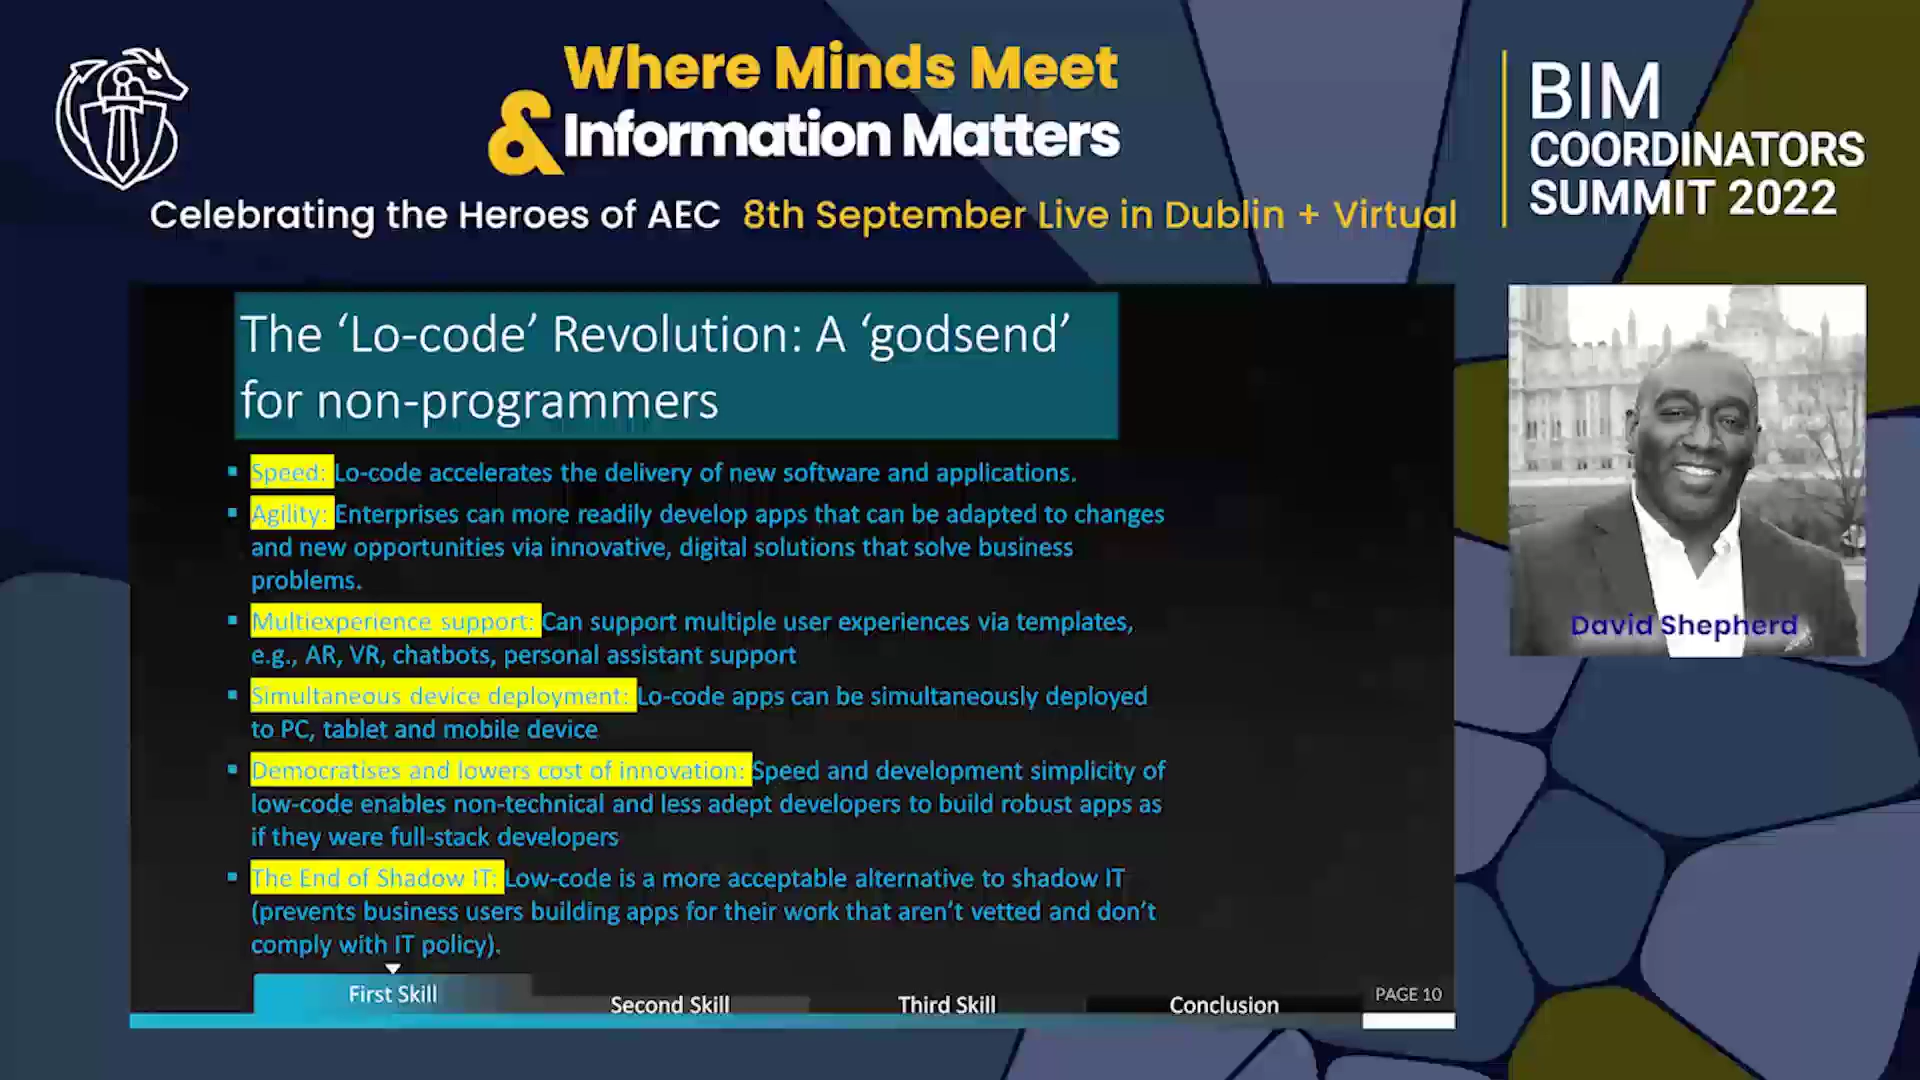 Where Minds Meet
& Information Matters
Celebrating the Heroes of AEC 8th September Live in Dublin + Virtual
BIM
COORDINATORS
SUMMIT 2022
The ‘Lo-code’ Revolution: A ‘godsend’
for non-programmers
▪ Speed: Lo-code accelerates the delivery of new software and applications.
▪ Agility: Enterprises can more readily develop apps that can be adapted to changes
and new opportunities via innovative, digital solutions that solve business
problems.
▪ Multiexperience support: Can support multiple user experiences via templates,
e.g., AR, VR, chatbots, personal assistant support
▪ Simultaneous device deployment: Lo-code apps can be simultaneously deployed
to PC, tablet and mobile device
▪ Democratises and lowers cost of innovation: Speed and development simplicity of
low-code enables non-technical and less adept developers to build robust apps as
if they were full-stack developers
▪ The End of Shadow IT: Low-code is a more acceptable alternative to shadow IT
(prevents business users building apps for their work that aren’t vetted and don’t
comply with IT policy).
First Skill
Second Skill
Third Skill
Conclusion
PAGE 10
David Shepherd